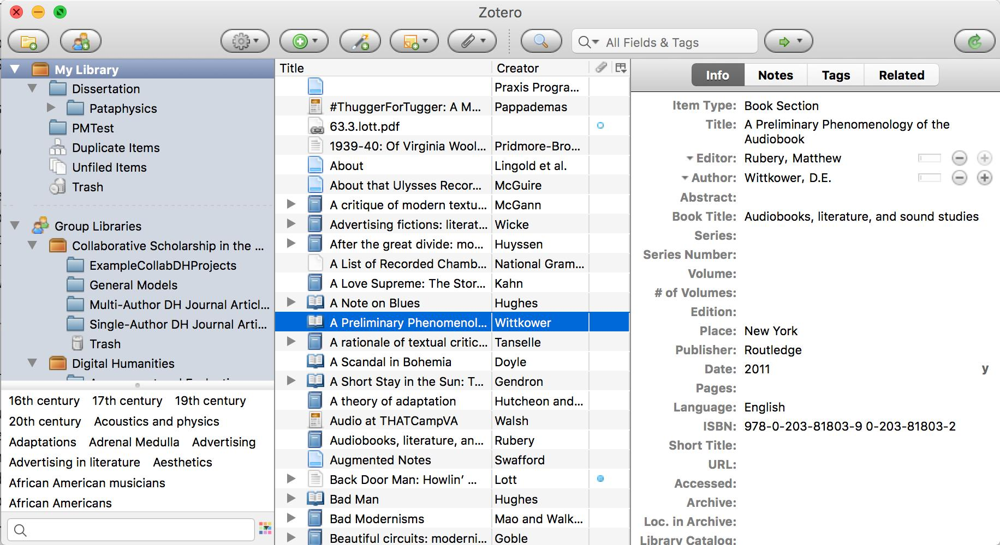 Zotero
All Fields & Tags
My Library
Dissertation
Pataphysics
PMTest
Duplicate Items
Unfiled Items
Trash
Group Libraries
Collaborative Scholarship in the ...
ExampleCollabDHProjects
General Models
Multi-Author DH Journal Articl...
Single-Author DH Journal Arti...
Trash
Digital Humanities
16th century 17th century 19th century
20th century Acoustics and physics
Adaptations Adrenal Medulla Advertising
Advertising in literature Aesthetics
African American musicians
African Americans
Title Creator
Praxis Progra...
#ThuggerForTugger: A M... Pappademas
63.3.lott.pdf
1939-40: Of Virginia Wool... Pridmore-Bro...
About Lingold et al.
About that Ulysses Recor... McGuire
A critique of modern textu... McGann
Advertising fictions: literat... Wicke
After the great divide: mo... Huyssen
A List of Recorded Chamb... National Gram...
A Love Supreme: The Stor... Kahn
A Note on Blues Hughes
A Preliminary Phenomenol... Wittkower
A rationale of textual critic... Tanselle
A Scandal in Bohemia Doyle
A Short Stay in the Sun: T... Gendron
A theory of adaptation Hutcheon and...
Audio at THATCampVA Walsh
Audiobooks, literature, an... Rubery
Augmented Notes Swafford
Back Door Man: Howlin’ ... Lott
Bad Man Hughes
Bad Modernisms Mao and Walk...
Beautiful circuits: moderni... Goble
Info Notes Tags Related
Item Type: Book Section
Title: A Preliminary Phenomenology of the
Audiobook
Editor: Rubery, Matthew
Author: Wittkower, D.E.
Abstract:
Book Title: Audiobooks, literature, and sound studies
Series:
Series Number:
Volume:
# of Volumes:
Edition:
Place: New York
Publisher: Routledge
Date: 2011 y
Pages:
Language: English
ISBN: 978-0-203-81803-9 0-203-81803-2
Short Title:
URL:
Accessed:
Archive:
Loc. in Archive:
Library Catalog: